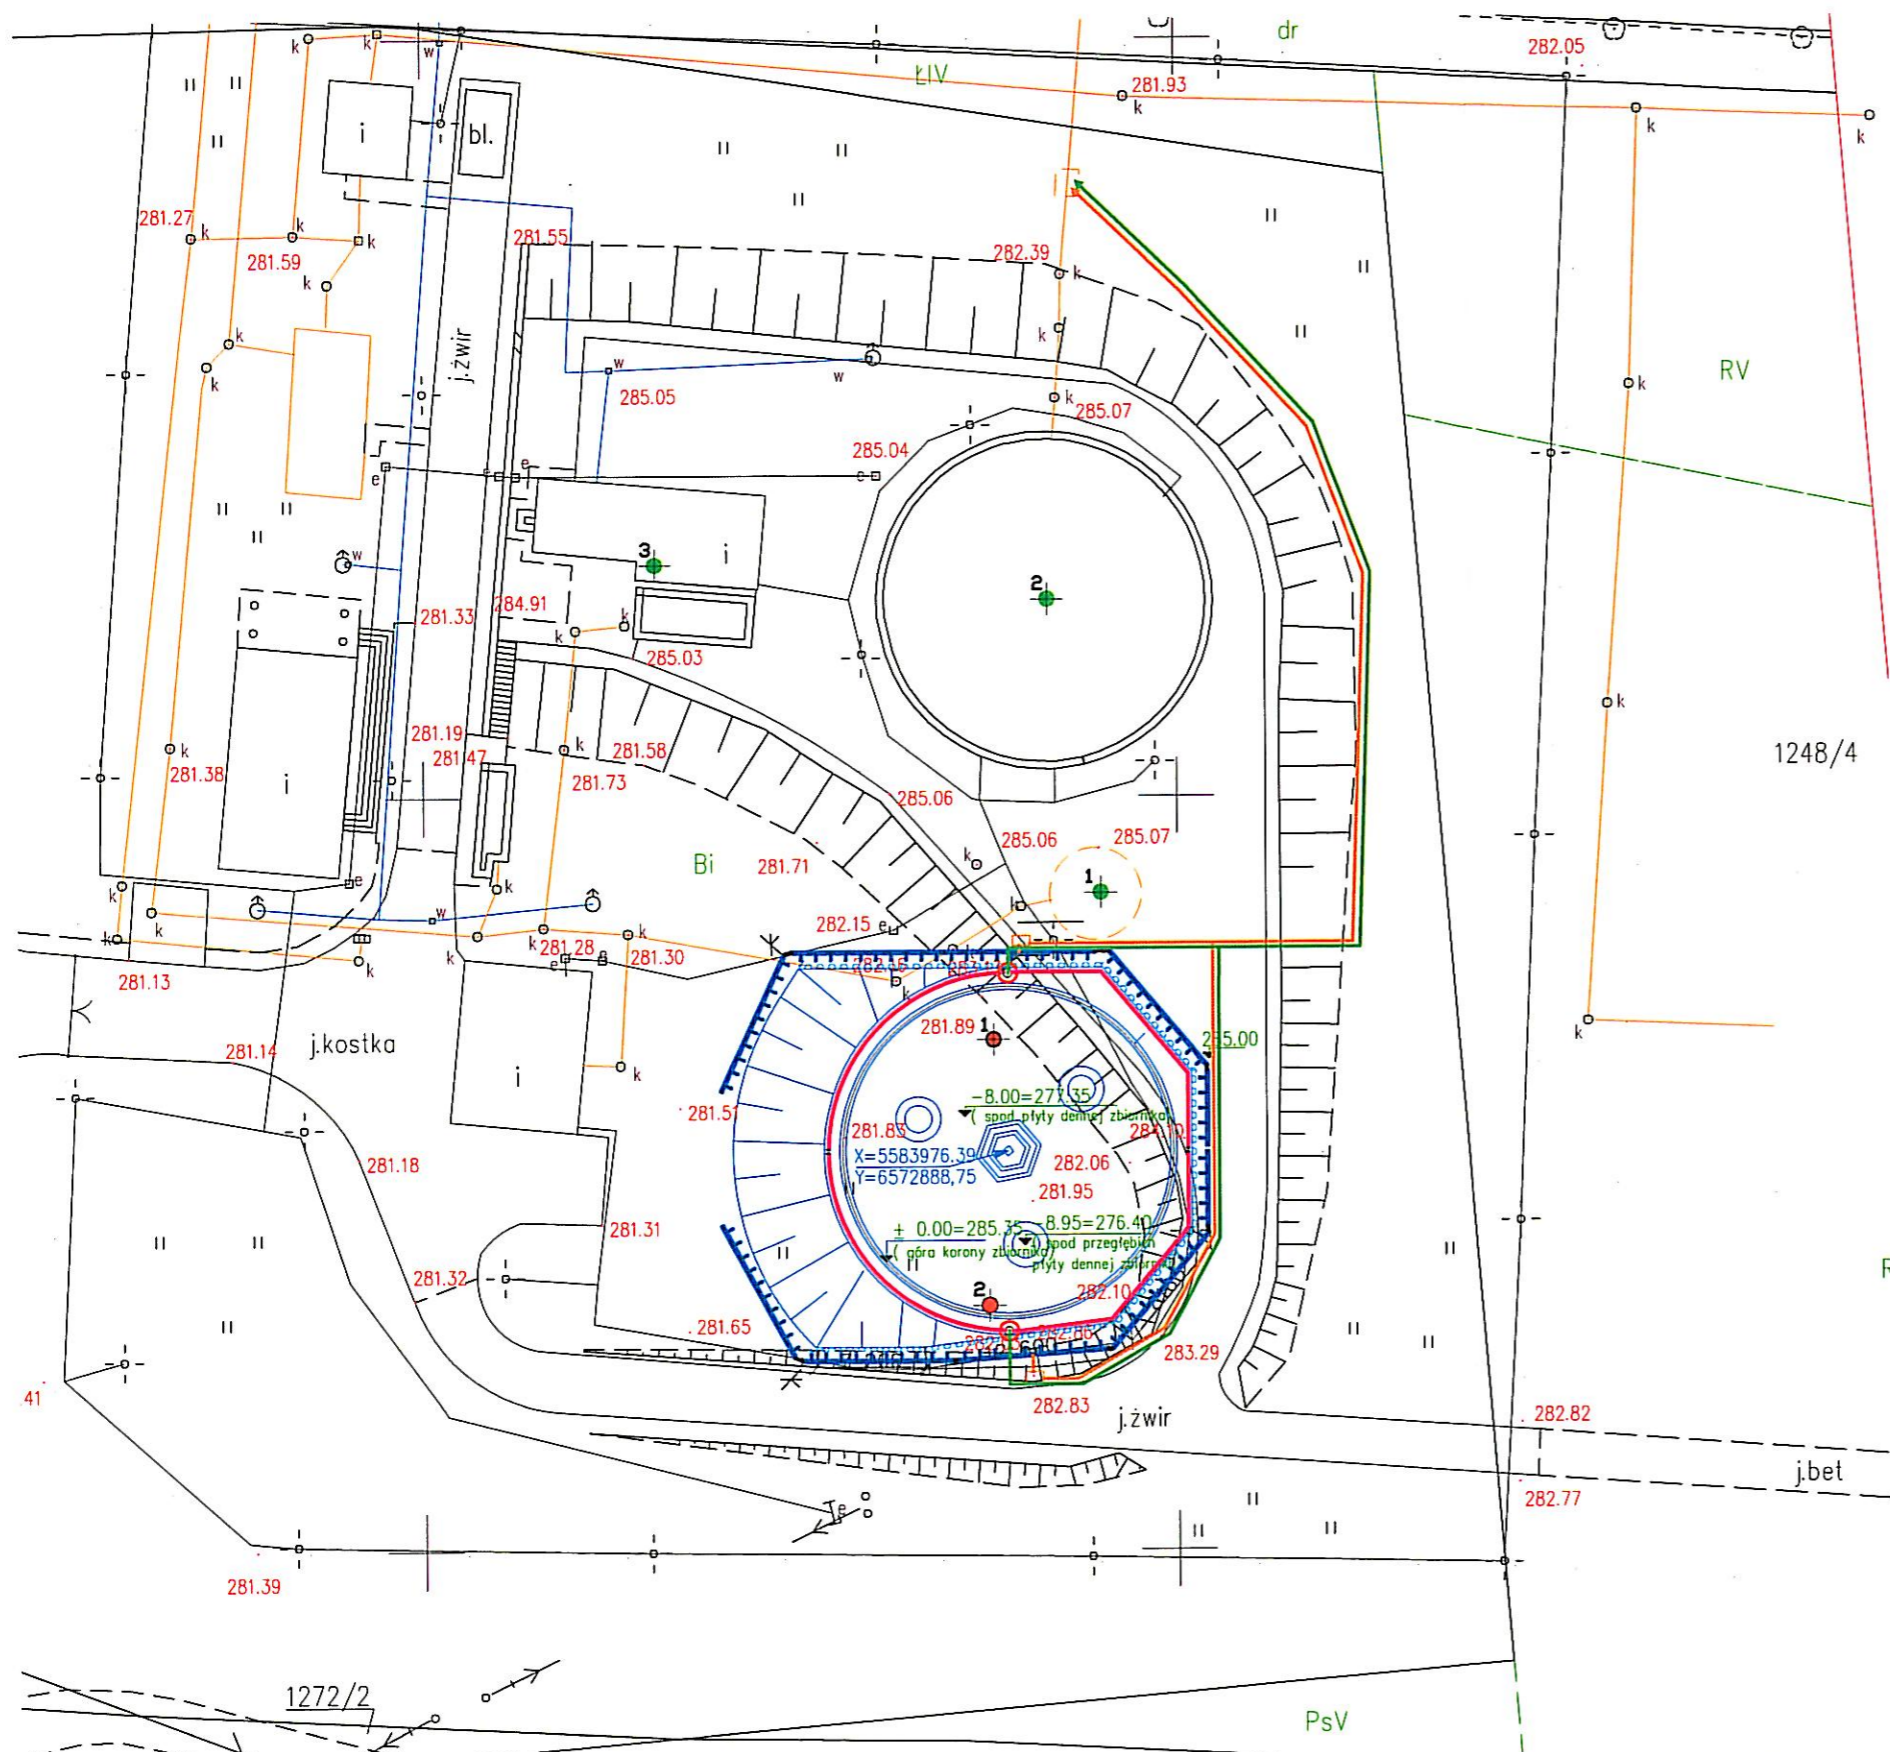 dr
282.05
k
k
w
ŁIV
281.93
k
k
k
i
bl.
281.27
k
k
k
281.59
281.55
282.39
k
k
k
j.żwir
k
k
w
w
RV
285.05
k
285.07
285.04
e
e
e
w
3
i
2
281.33
284.91
k
k
285.03
281.19
281.47
k
281.38
k
281.58
281.73
1248/4
i
285.06
285.06
285.07
k
Bi
281.71
1
e
k
k
k
w
282.15
e
k
k
k
281.28
k
281.30
k
e
k
281.13
k
281.89
1
j.kostka
281.14
k
i
k
-8.00=277.35
( spod płyty dennej zbiornika)
281.51
281.83
281.18
X=5583976.39
Y=6572888,75
282.06
281.95
281.31
± 0.00=285.35
-8.95=276.40
( góra korony zbiornika)
spod przegłębień
płyty dennej zbiornika
281.32
2
282.10
281.65
283.29
41
282.83
j.żwir
282.82
j.bet
282.77
e
281.39
1272/2
PsV